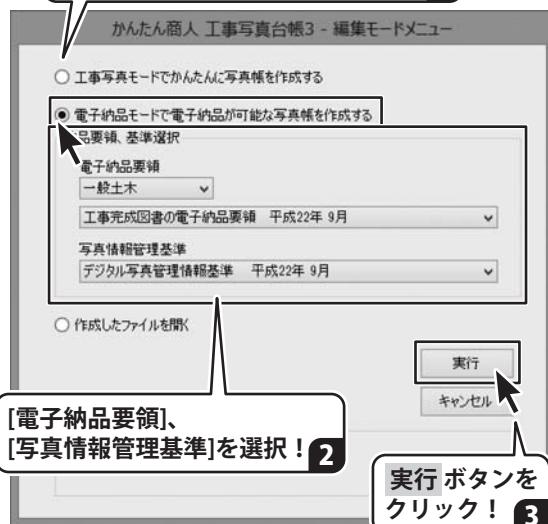 かんたん商人 工事写真台帳3 - 編集モードメニュー
工事写真モードでかんたんに写真帳を作成する
電子納品モードで電子納品が可能な写真帳を作成する
品要領、基準選択
電子納品要領
一般土木
工事完成図書の電子納品要領 平成22年 9月
写真情報管理基準
デジタル写真管理情報基準 平成22年 9月
作成したファイルを開く
実行
キャンセル
[電子納品要領]、
[写真情報管理基準]を選択！2
実行 ボタンを
クリック！ 3